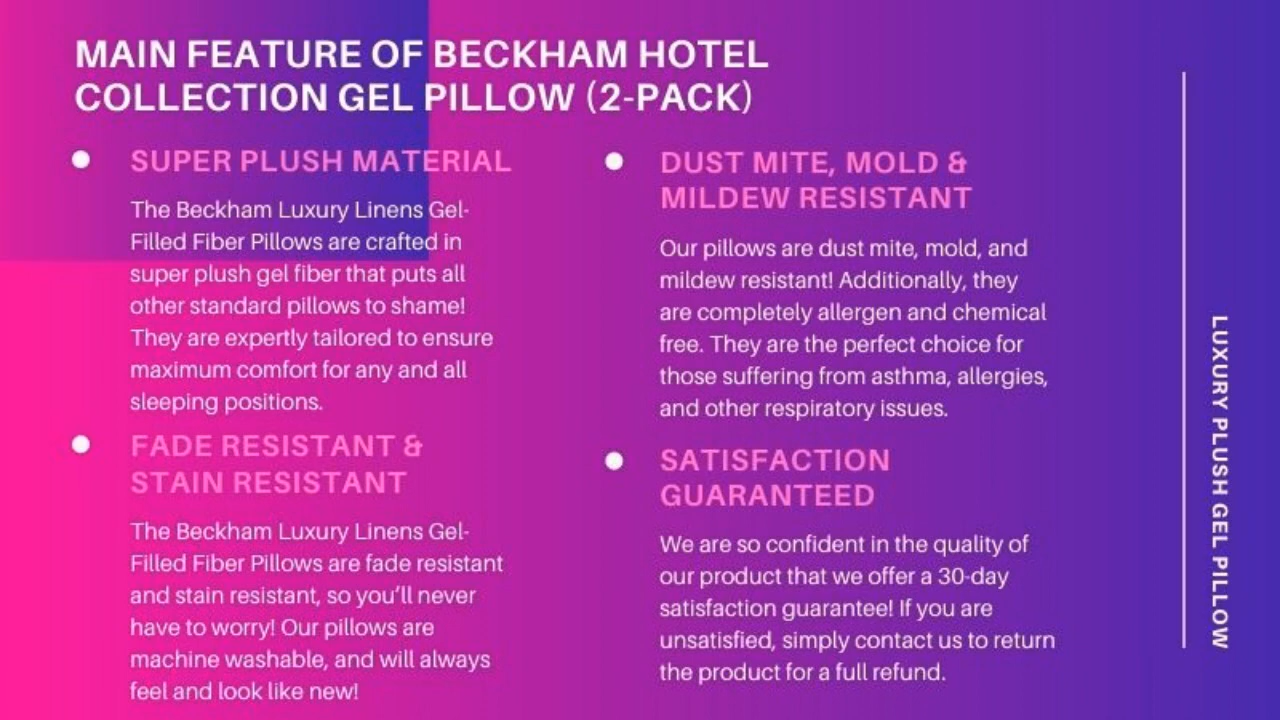 MAIN FEATURE OF BECKHAM HOTEL
COLLECTION GEL PILLOW (2-PACK)
SUPER PLUSH MATERIAL
The Beckham Luxury Linens Gel-
Filled Fiber Pillows are crafted in
super plush gel fiber that puts all
other standard pillows to shame!
They are expertly tailored to ensure
maximum comfort for any and all
sleeping positions.
FADE RESISTANT &
STAIN RESISTANT
The Beckham Luxury Linens Gel-
Filled Fiber Pillows are fade resistant
and stain resistant, so you’ll never
have to worry! Our pillows are
machine washable, and will always
feel and look like new!
DUST MITE, MOLD &
MILDEW RESISTANT
Our pillows are dust mite, mold, and
mildew resistant! Additionally, they
are completely allergen and chemical
free. They are the perfect choice for
those suffering from asthma, allergies,
and other respiratory issues.
SATISFACTION
GUARANTEED
We are so confident in the quality of
our product that we offer a 30-day
satisfaction guarantee! If you are
unsatisfied, simply contact us to return
the product for a full refund.
LUXURY PLUSH GEL PILLOW